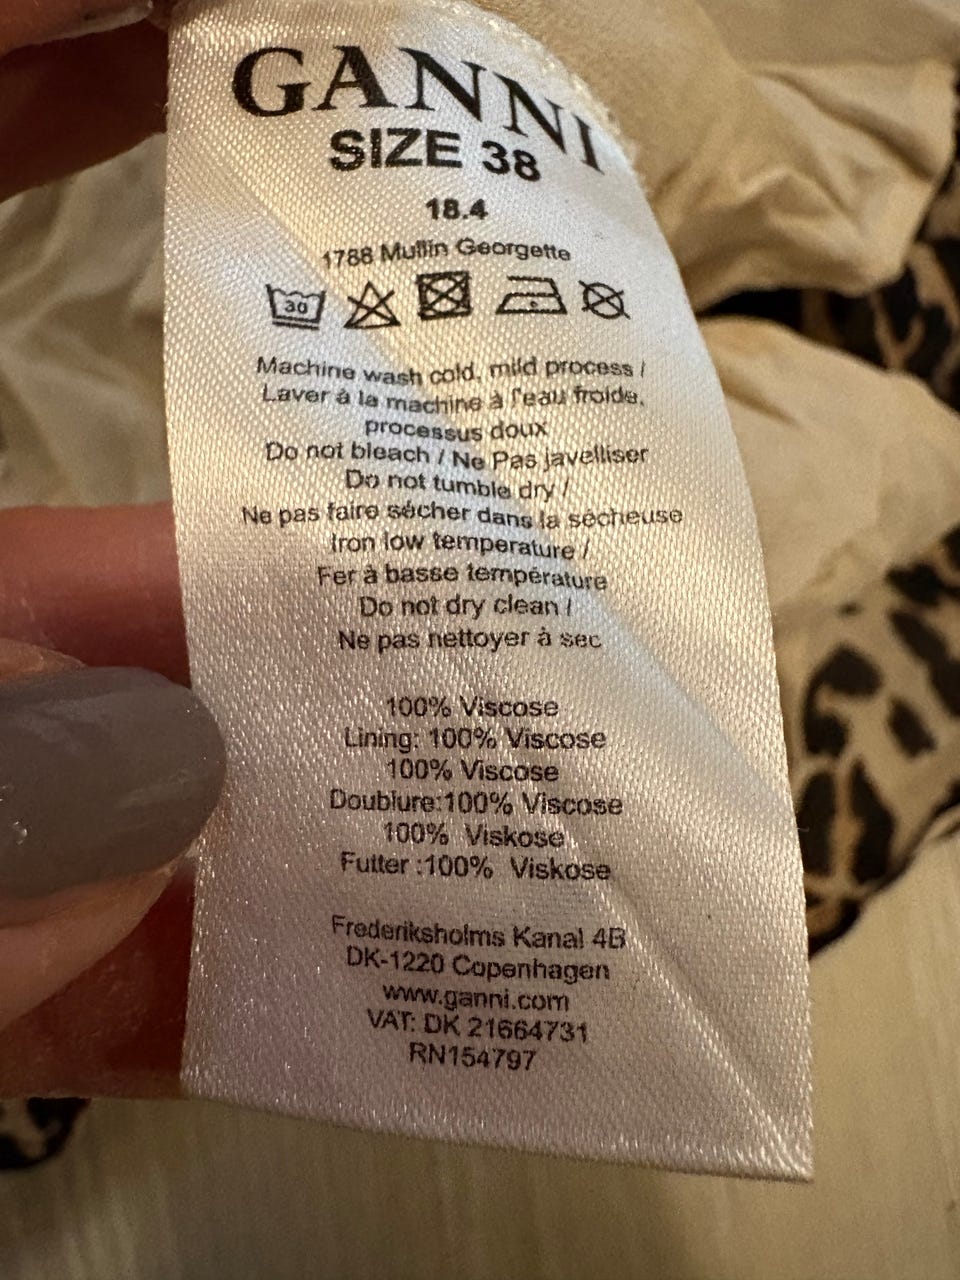 GANNI
SIZE 38
18.4
1788 Mullin Georgette
30
Machine wash cold, mild process /
Laver à la machine à l'eau froide,
processus doux
Do not bleach / Ne Pas javelliser
Do not tumble dry /
Ne pas faire sécher dans la sécheuse
Iron low temperature /
Fer à basse température
Do not dry clean /
Ne pas nettoyer à sec
100% Viscose
Lining: 100% Viscose
100% Viscose
Doublure:100% Viscose
100% Viskose
Futter :100% Viskose
Frederiksholms Kanal 4B
DK-1220 Copenhagen
www.ganni.com
VAT: DK 21664731
RN154797